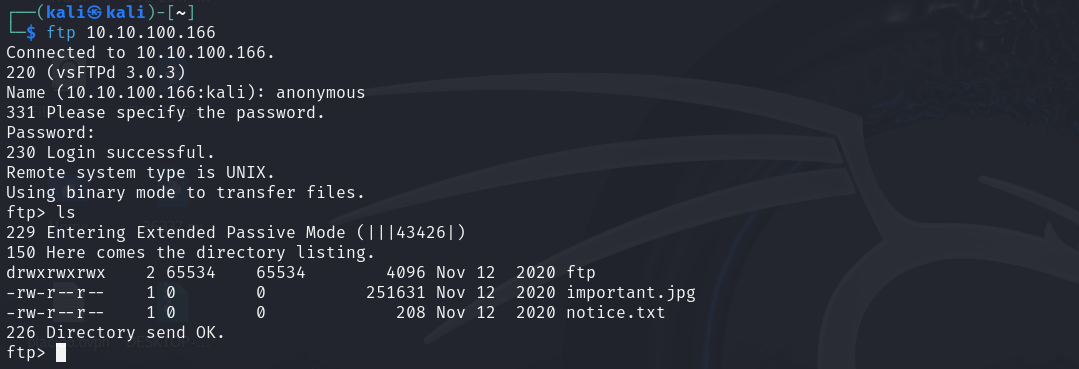 ┌──(kali㉿kali)-[~]
└─$ ftp 10.10.100.166
Connected to 10.10.100.166.
220 (vsFTPd 3.0.3)
Name (10.10.100.166:kali): anonymous
331 Please specify the password.
Password:
230 Login successful.
Remote system type is UNIX.
Using binary mode to transfer files.
ftp> ls
229 Entering Extended Passive Mode (|||43426|)
150 Here comes the directory listing.
drwxrwxrwx    2 65534    65534        4096 Nov 12  2020 ftp
-rw-r--r--    1 0        0          251631 Nov 12  2020 important.jpg
-rw-r--r--    1 0        0             208 Nov 12  2020 notice.txt
226 Directory send OK.
ftp>